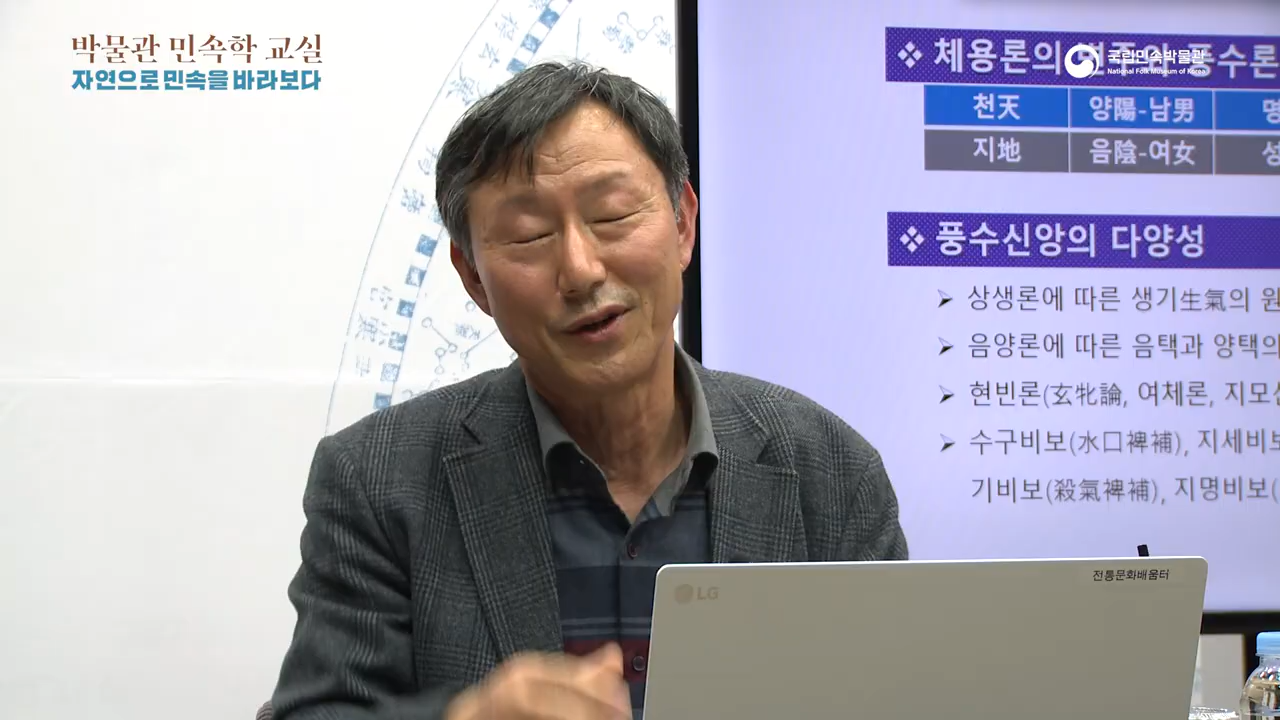 박물관 민속학 교실
자연으로 민속을 바라보다
국립민속박물관
National Folk Museum of Korea
❖ 체용론의 풍수론
천天 양陽-남男 명
지地 음陰-여女 성
❖ 풍수신앙의 다양성
➢ 상생론에 따른 생기生氣의 원
➢ 음양론에 따른 음택과 양택의
➢ 현빈론(玄牝論, 여체론, 지모신
➢ 수구비보(水口裨補), 지세비보
기비보(殺氣裨補), 지명비보(
LG
전통문화배움터